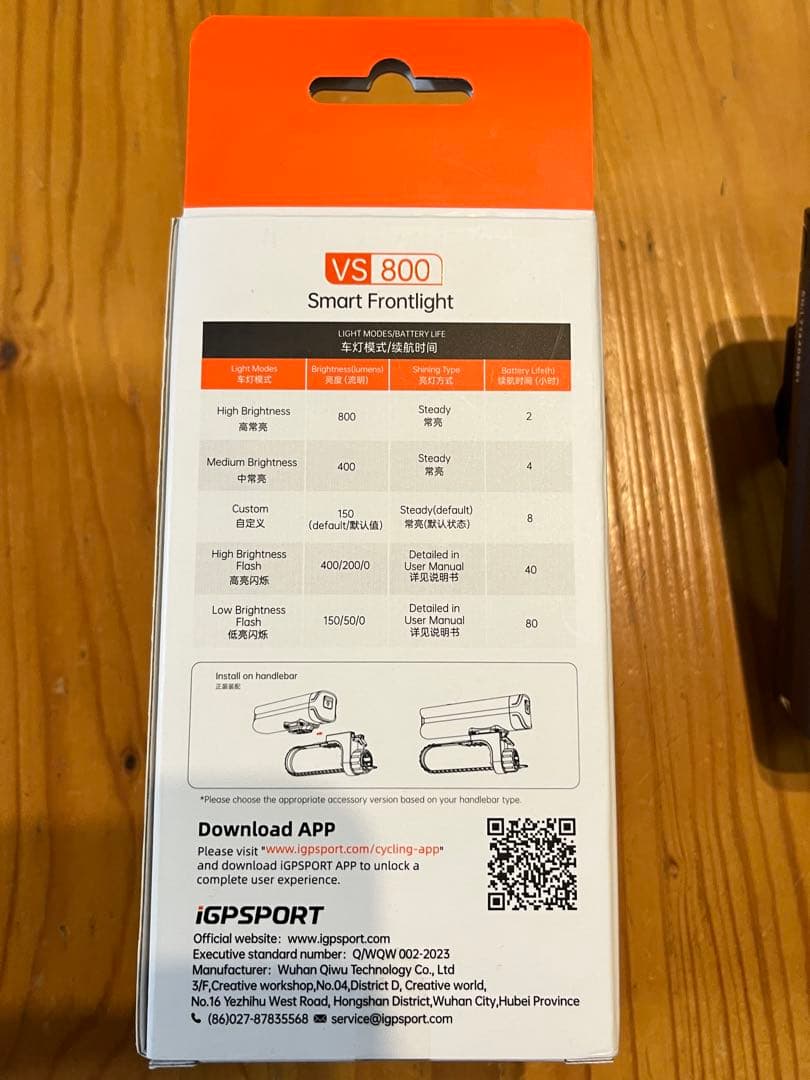 VS 800
Smart Frontlight
LIGHT MODES/BATTERY LIFE
车灯模式/续航时间
Light Modes Brightness(lumens) Shining Type Battery Life(h)
车灯模式 亮度(流明) 亮灯方式 续航时间(小时)
High Brightness 800 Steady 2
高常亮 常亮
Medium Brightness 400 Steady 4
中常亮 常亮
Custom 150 Steady(default) 8
自定义 (default/默认值) 常亮(默认状态)
High Brightness Detailed in
Flash 400/200/0 User Manual 40
高亮闪烁 详见说明书
Low Brightness Detailed in
Flash 150/50/0 User Manual 80
低亮闪烁 详见说明书
Install on handlebar
正装装配
*Please choose the appropriate accessory version based on your handlebar type.
Download APP
Please visit "www.igpsport.com/cycling-app"
and download iGPSPORT APP to unlock a
complete user experience.
iGPSPORT
Official website: www.igpsport.com
Executive standard number: Q/WQW 002-2023
Manufacturer: Wuhan Qiwu Technology Co., Ltd
3/F,Creative workshop,No.04,District D, Creative world,
No.16 Yezhihu West Road, Hongshan District,Wuhan City,Hubei Province
(86)027-87835568 service@igpsport.com